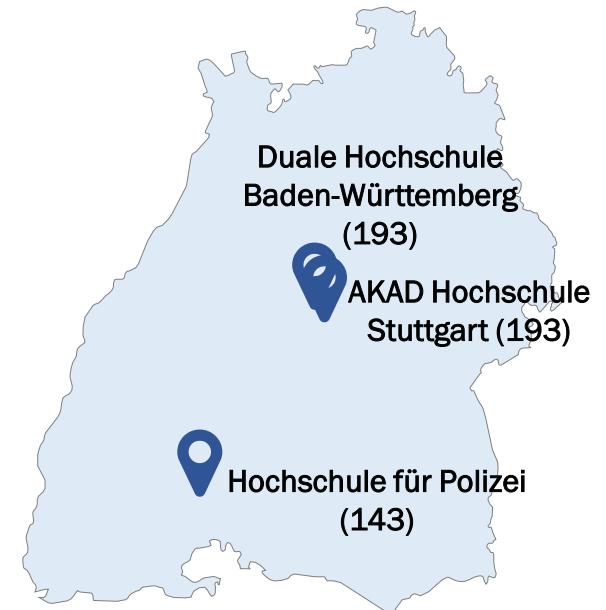 Duale Hochschule
Baden-Württemberg
(193)
AKAD Hochschule
Stuttgart (193)
Hochschule für Polizei
(143)